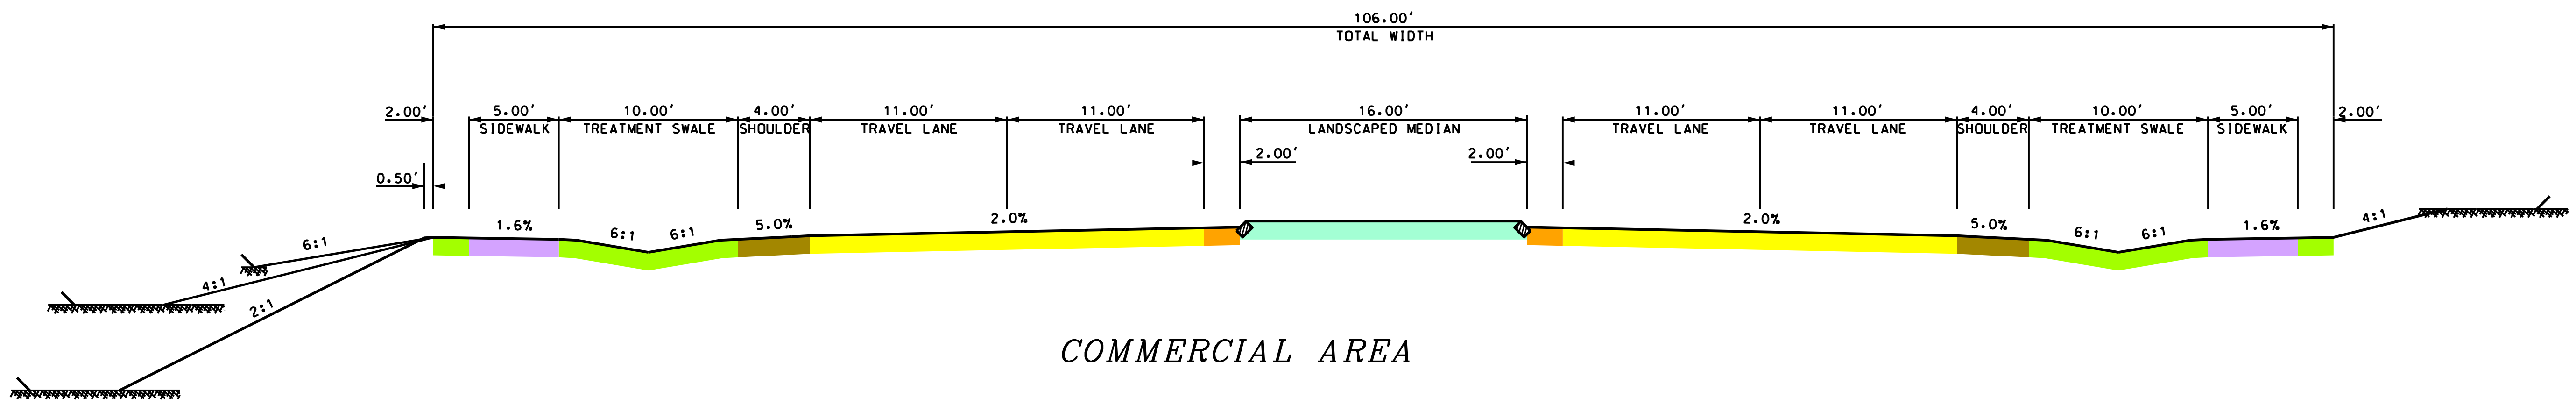 106.00'
TOTAL WIDTH
2.00' 5.00' 10.00' 4.00' 11.00' 11.00' 16.00' 11.00' 11.00' 4.00' 10.00' 5.00' 2.00'
SIDEWALK TREATMENT SWALE SHOULDER TRAVEL LANE TRAVEL LANE LANDSCAPED MEDIAN TRAVEL LANE TRAVEL LANE SHOULDER TREATMENT SWALE SIDEWALK
2.00' 2.00'
0.50'
1.6% 6:1 6:1 5.0% 2.0% 2.0% 5.0% 6:1 6:1 1.6% 4:1
6:1
4:1
2:1
COMMERCIAL AREA